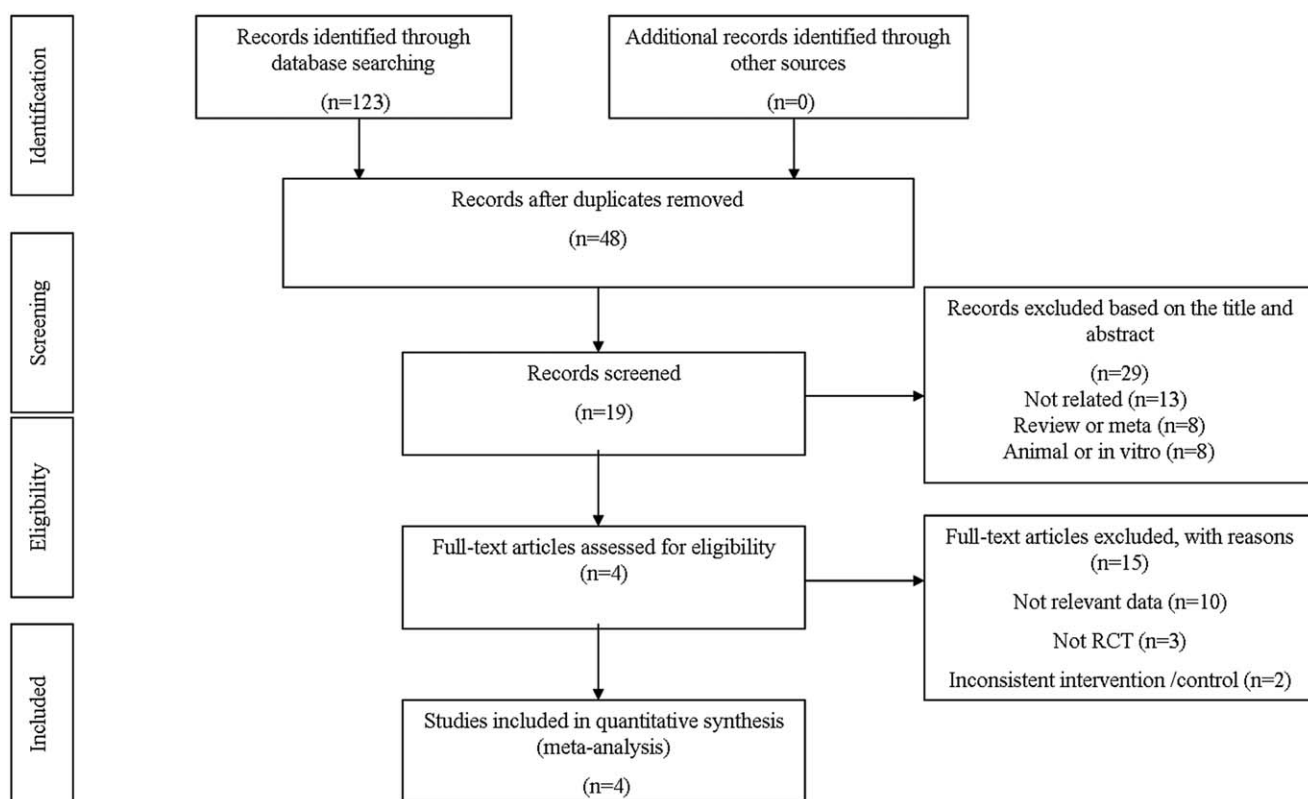 Identification
Records identified through
database searching
(n=123)
Additional records identified through
other sources
(n=0)
Records after duplicates removed
(n=48)
Screening
Records screened
(n=19)
Records excluded based on the title and
abstract
(n=29)
Not related (n=13)
Review or meta (n=8)
Animal or in vitro (n=8)
Eligibility
Full-text articles assessed for eligibility
(n=4)
Full-text articles excluded, with reasons
(n=15)
Not relevant data (n=10)
Not RCT (n=3)
Inconsistent intervention /control (n=2)
Included
Studies included in quantitative synthesis
(meta-analysis)
(n=4)